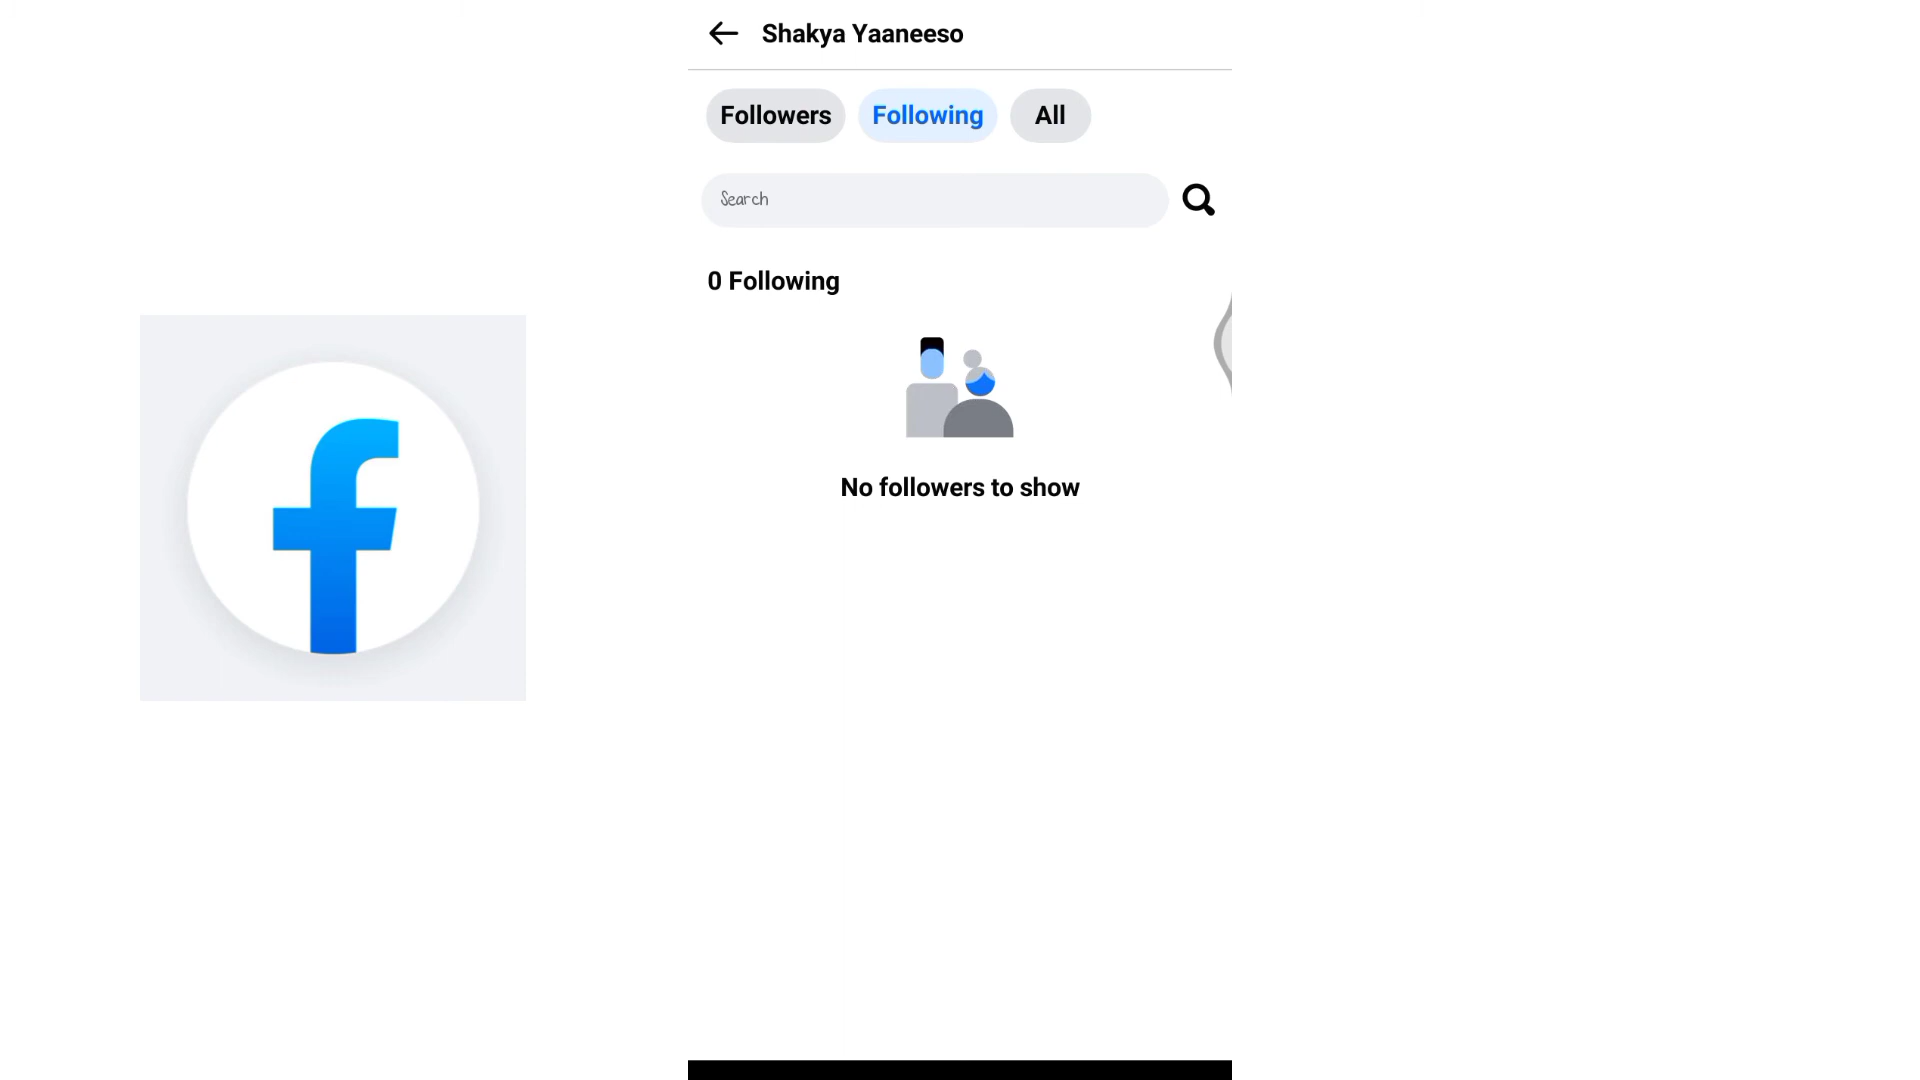 Shakya Yaaneeso
Followers Following All
Search
0 Following
No followers to show